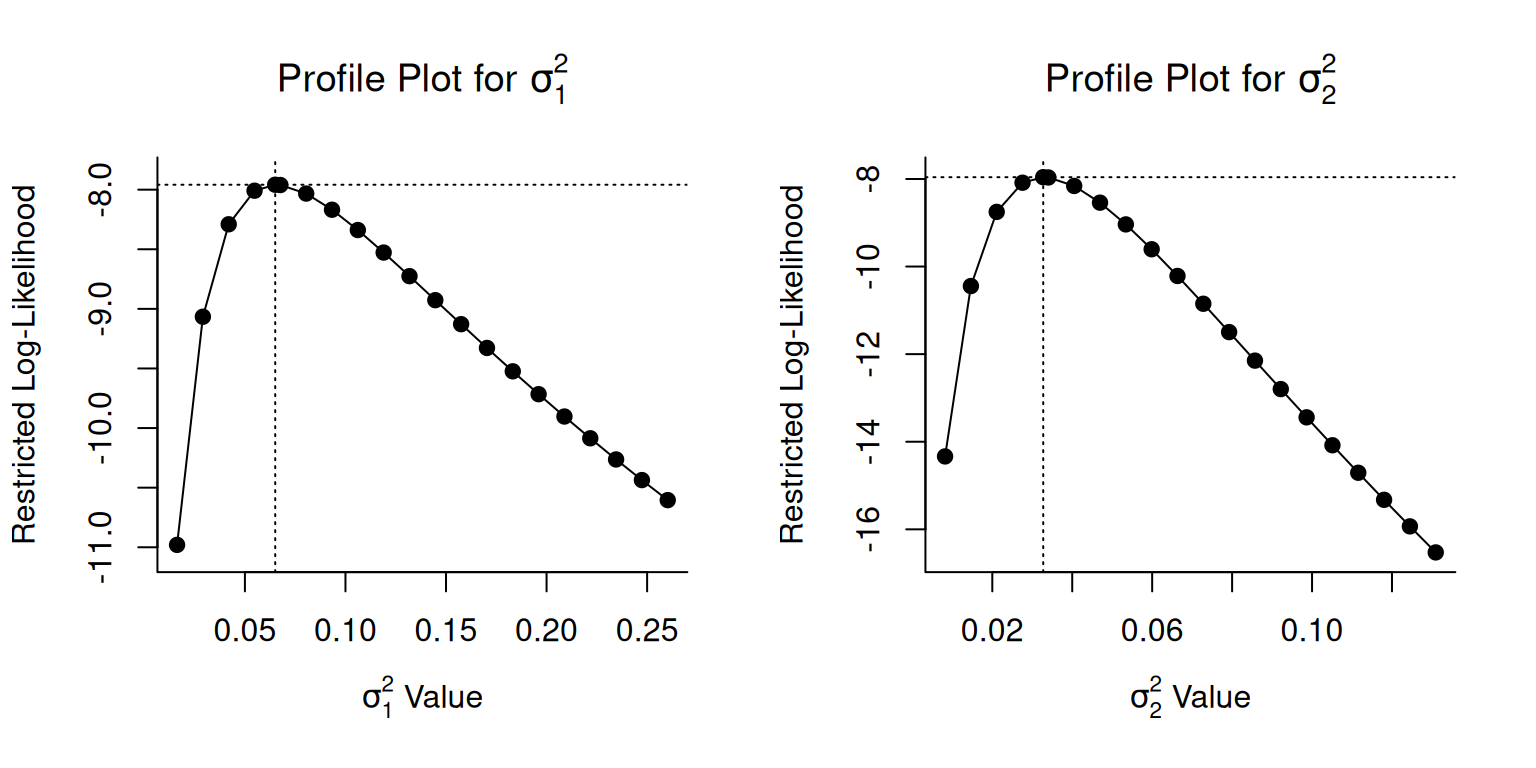 Profile Plot for σ₁²
Restricted Log-Likelihood
-8.0
-9.0
-10.0
-11.0
0.05 0.10 0.15 0.20 0.25
σ₁² Value
Profile Plot for σ₂²
Restricted Log-Likelihood
-8
-10
-12
-14
-16
0.02 0.06 0.10
σ₂² Value